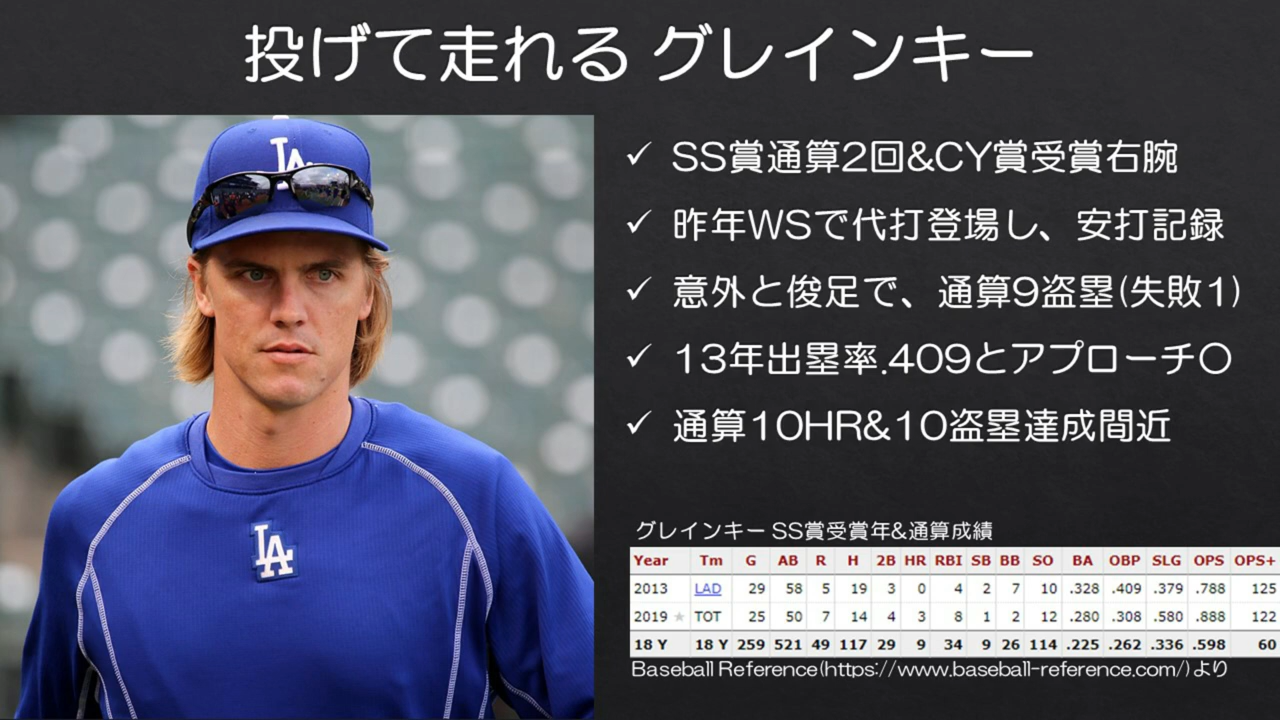 投げて走れる グレインキー
LA
LA
✓ SS賞通算2回&CY賞受賞右腕
✓ 昨年WSで代打登場し、安打記録
✓ 意外と俊足で、通算9盗塁(失敗1)
✓ 13年出塁率.409とアプローチ〇
✓ 通算10HR&10盗塁達成間近
グレインキー SS賞受賞年&通算成績
Year Tm G AB R H 2B HR RBI SB BB SO BA OBP SLG OPS OPS+
2013 LAD 29 58 5 19 3 0 4 2 7 10 .328 .409 .379 .788 125
2019 ★ TOT 25 50 7 14 4 3 8 1 2 12 .280 .308 .580 .888 122
18 Y 18 Y 259 521 49 117 29 9 34 9 26 114 .225 .262 .336 .598 60
Baseball Reference(https://www.baseball-reference.com/)より